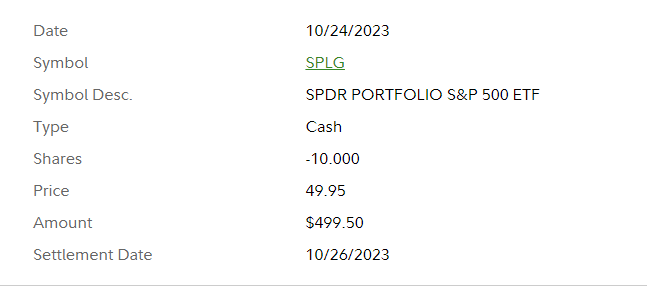 Date 10/24/2023
Symbol SPLG
Symbol Desc. SPDR PORTFOLIO S&P 500 ETF
Type Cash
Shares -10.000
Price 49.95
Amount $499.50
Settlement Date 10/26/2023